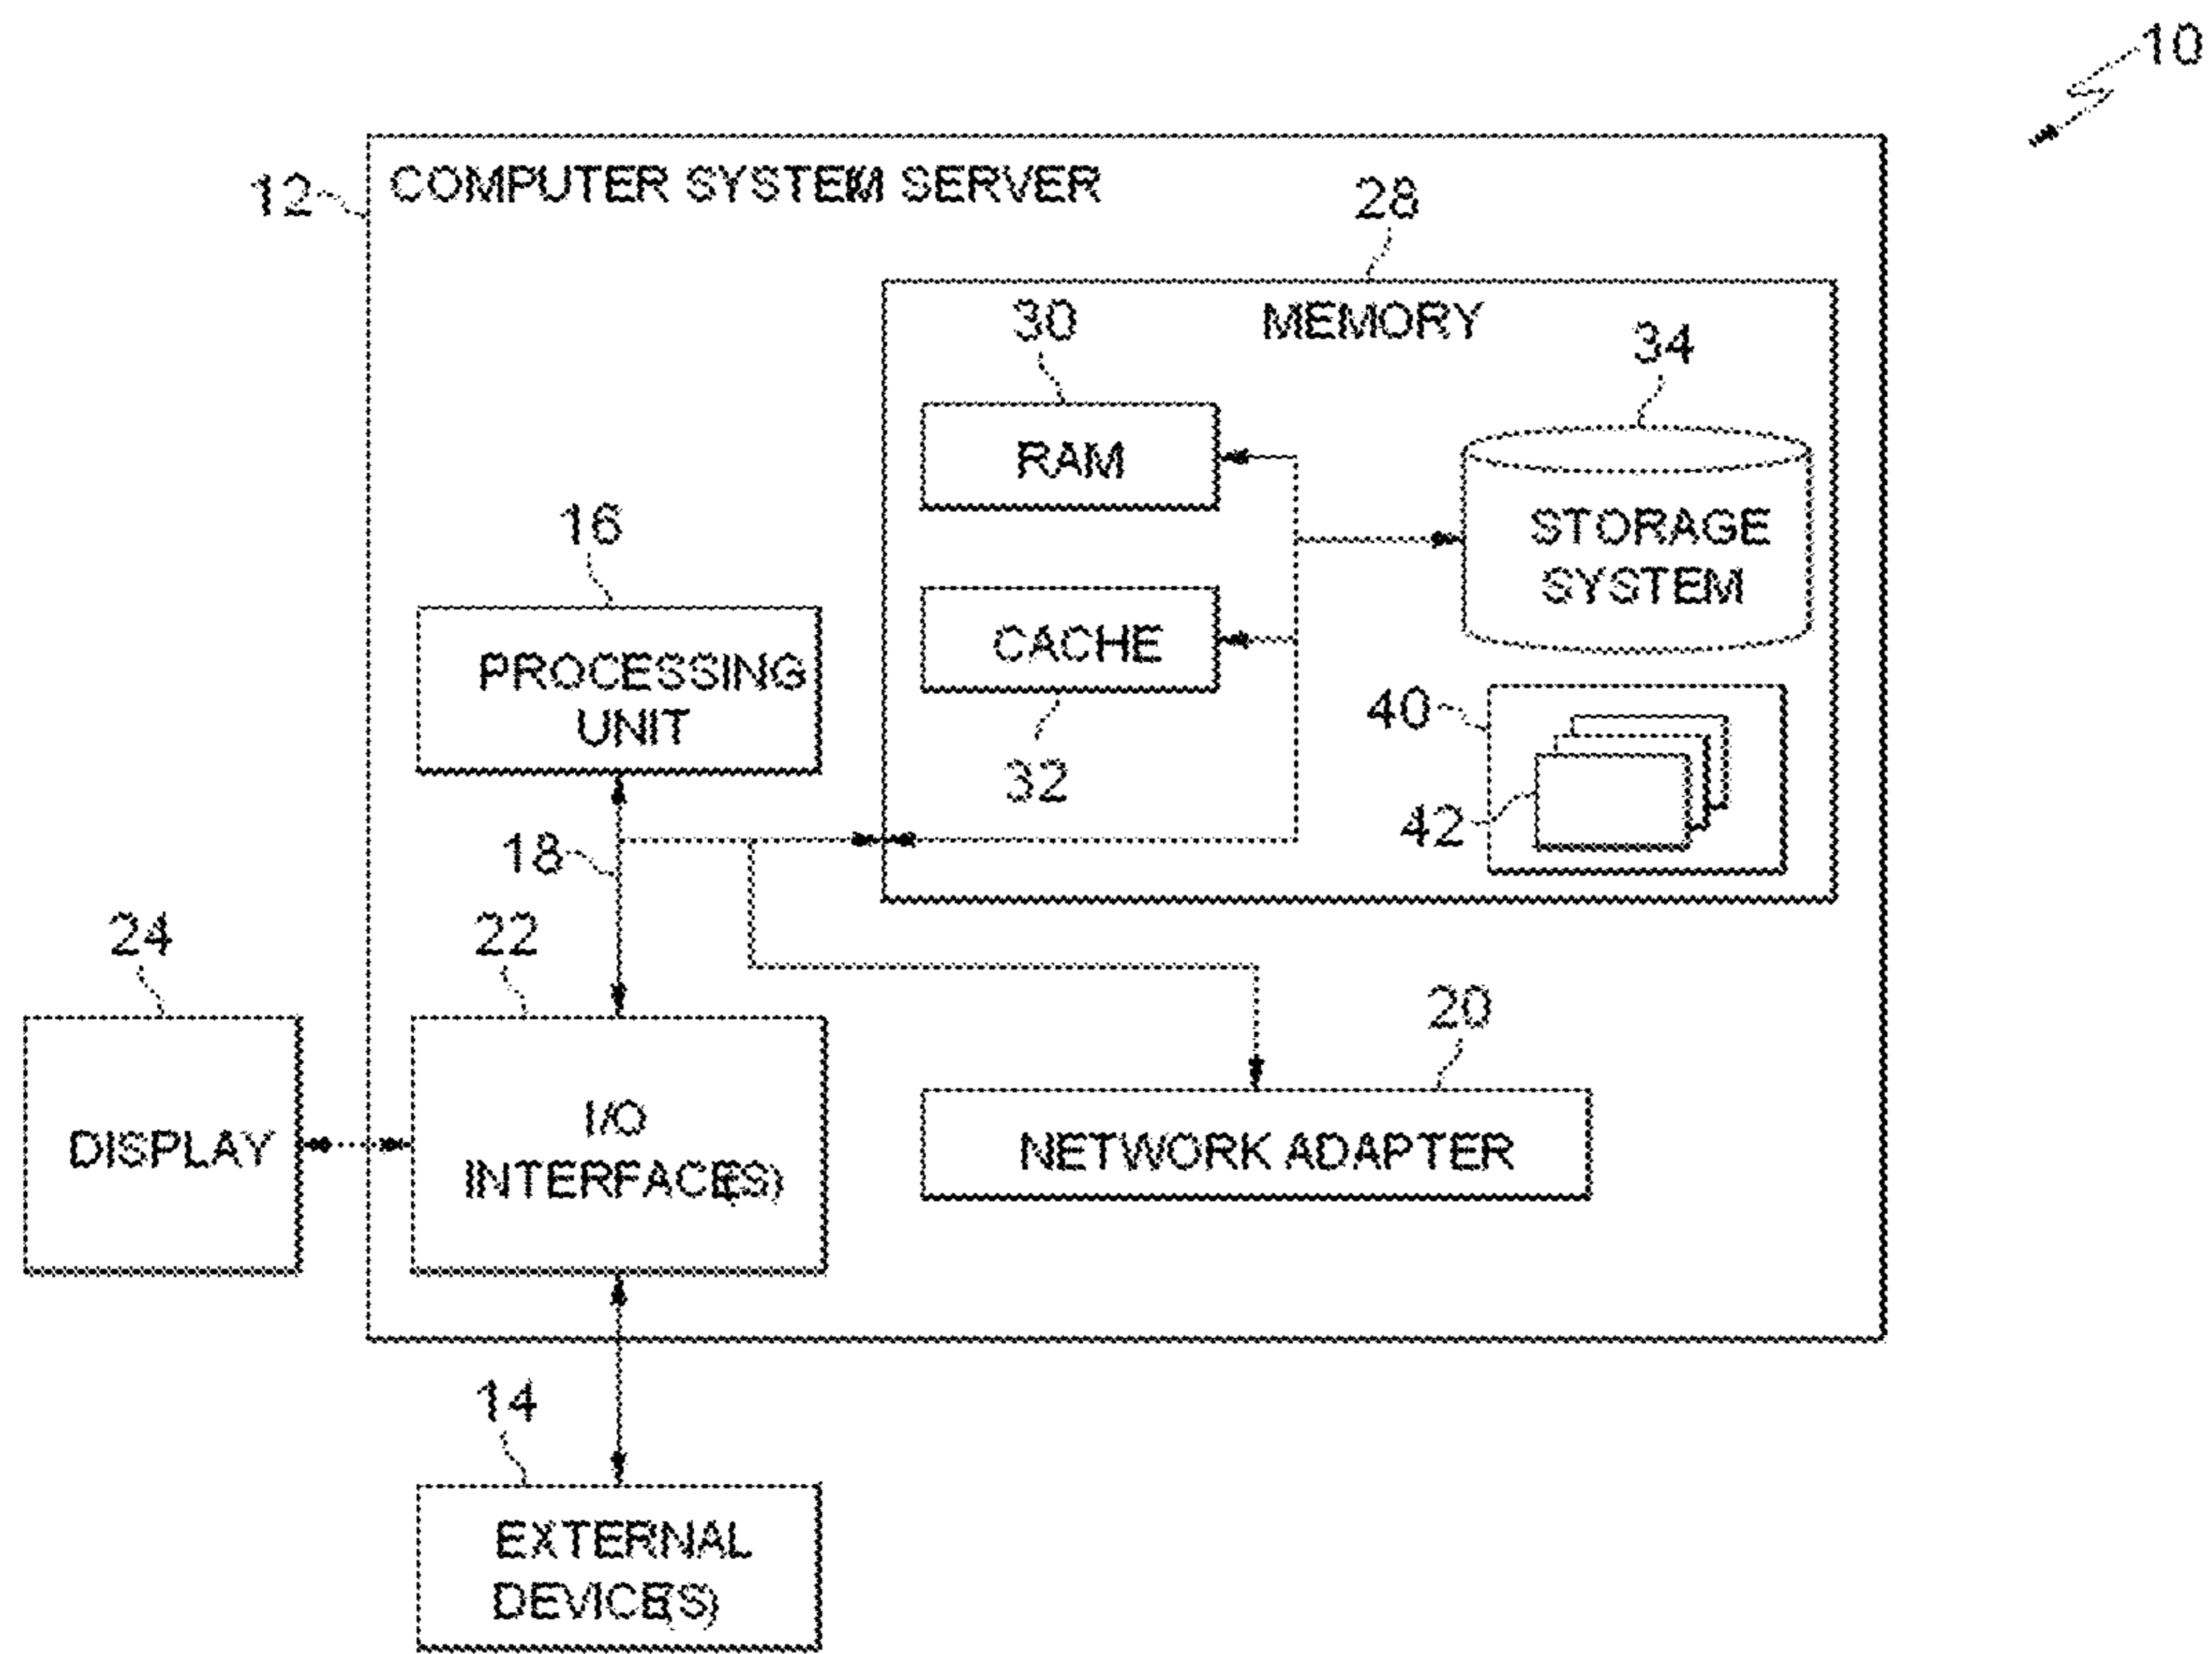 10
12
COMPUTER SYSTEM SERVER
28
MEMORY
30
34
RAM
STORAGE
SYSTEM
16
PROCESSING
UNIT
CACHE
32
40
42
18
24
22
20
DISPLAY
I/O
INTERFACE(S)
NETWORK ADAPTER
14
EXTERNAL
DEVICE(S)